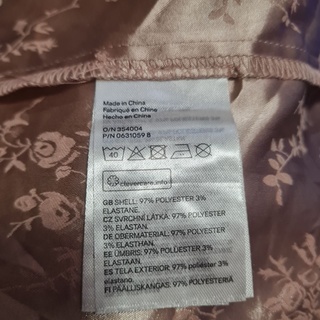 Made in China
Fabriqué en Chine
Hecho en China
O/N 354004
P/N 0631059 B
40
clevercare.info
GB SHELL: 97% POLYESTER 3%
ELASTANE.
CZ SVRCHNÍ LÁTKA: 97% POLYESTER
3% ELASTAN.
DE OBERMATERIAL: 97% POLYESTER
3% ELASTHAN.
EE ÜMBRIS: 97% POLÜESTER 3%
ELASTAAN.
ES TELA EXTERIOR: 97% poliéster 3%
elastano.
FI PÄÄLLISKANGAS: 97% POLYESTERIÄ